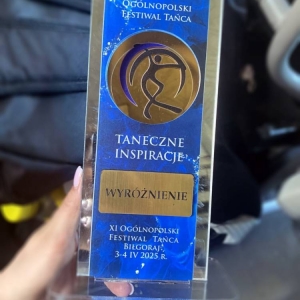 OGÓLNOPOLSKI
FESTIWAL TAŃCA
TANECZNE
INSPIRACJE
WYRÓŻNIENIE
XI OGÓLNOPOLSKI
FESTIWAL TAŃCA
BIŁGORAJ
3-4 IV 2025 R.